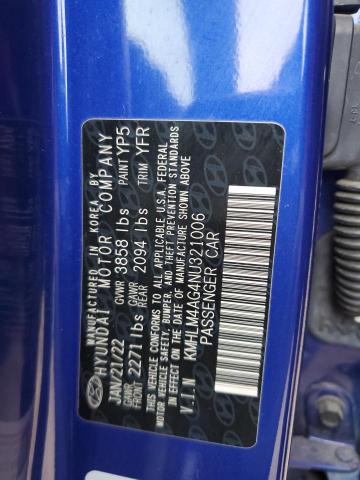 MANUFACTURED IN KOREA BY
HYUNDAI MOTOR COMPANY
JAN/21/22 GVWR 3858 lbs PAINT YP5
GAWR FRONT 2271 lbs GAWR REAR 2094 lbs TRIM YFR
THIS VEHICLE CONFORMS TO ALL APPLICABLE U.S. FEDERAL MOTOR
VEHICLE SAFETY, BUMPER, AND THEFT PREVENTION STANDARDS
IN EFFECT ON THE DATE OF MANUFACTURE SHOWN ABOVE
V.I.N KMHLM4AG4NU321006
PASSENGER CAR